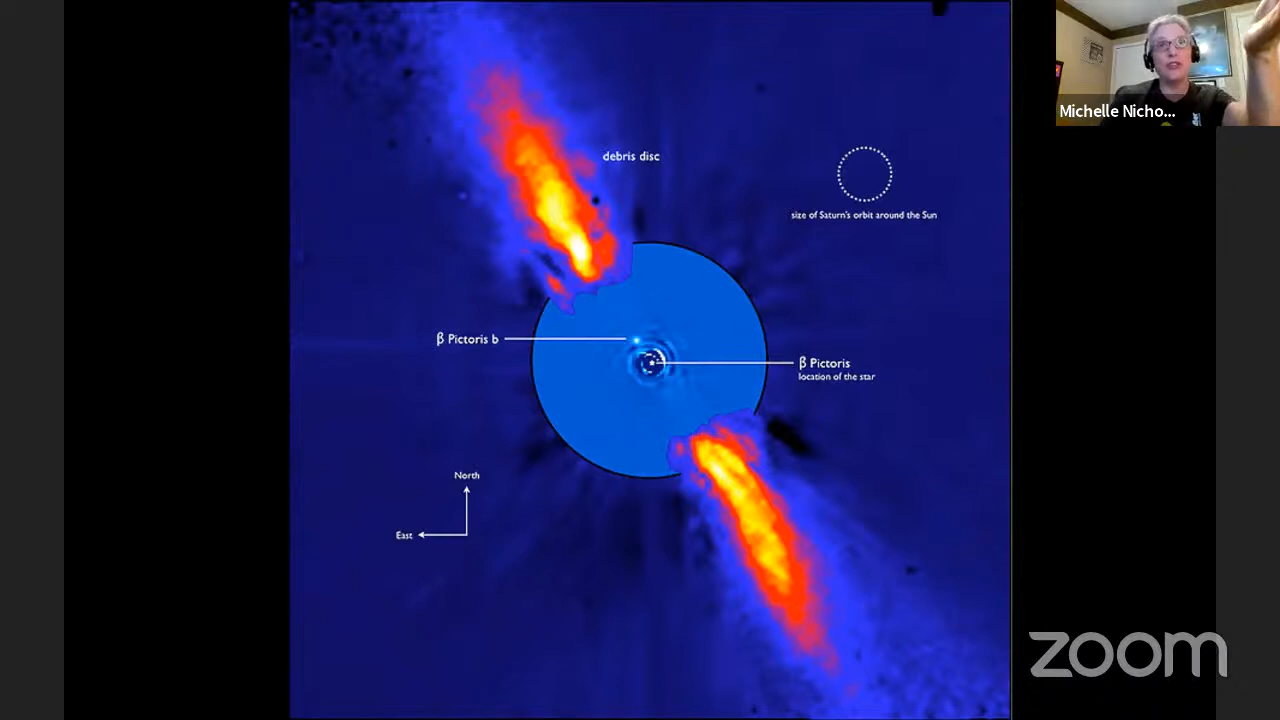 Michelle Nicho...
debris disc
size of Saturn's orbit around the Sun
β Pictoris b
β Pictoris
location of the star
North
East
zoom